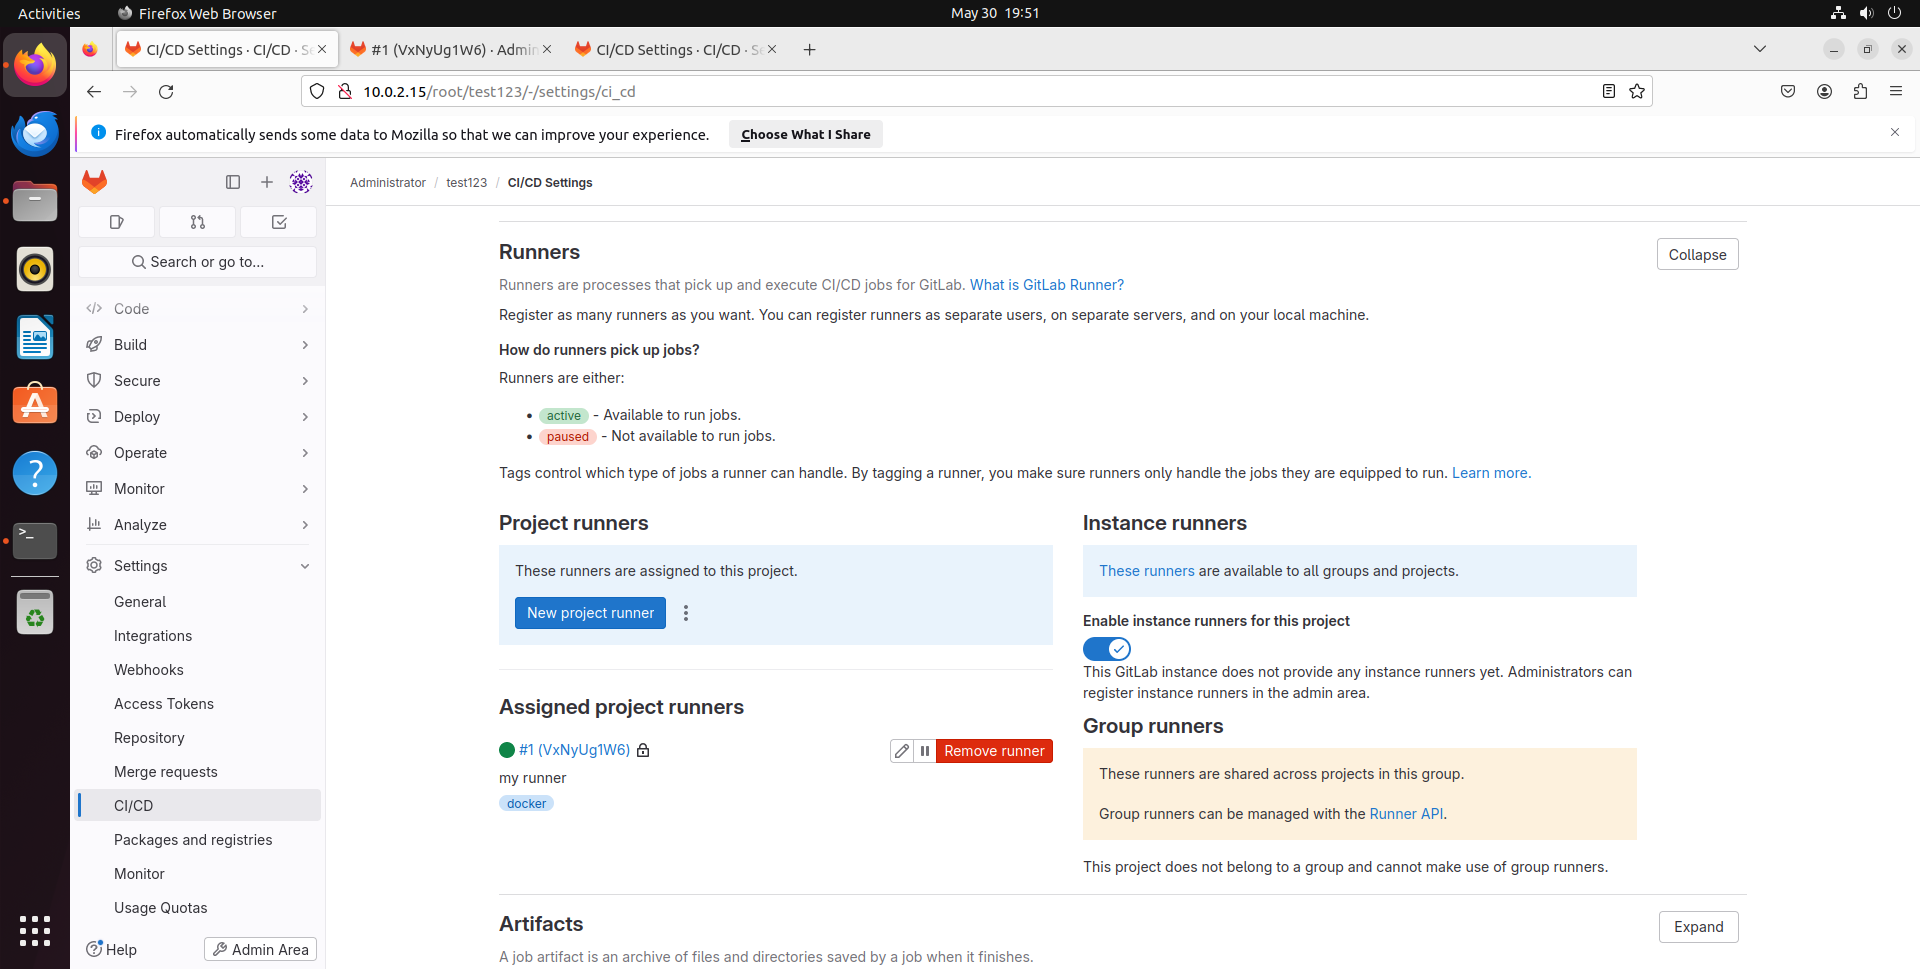 Activities
Firefox Web Browser
May 30 19:51
CI/CD Settings · CI/CD · Se
#1 (VxNyUg1W6) · Admin
CI/CD Settings · CI/CD · Se
10.0.2.15/root/test123/-/settings/ci_cd
Firefox automatically sends some data to Mozilla so that we can improve your experience.
Choose What I Share
Search or go to...
Code
Build
Secure
Deploy
Operate
Monitor
Analyze
Settings
General
Integrations
Webhooks
Access Tokens
Repository
Merge requests
CI/CD
Packages and registries
Monitor
Usage Quotas
Help
Admin Area
Administrator / test123 / CI/CD Settings
Runners
Collapse
Runners are processes that pick up and execute CI/CD jobs for GitLab. What is GitLab Runner?
Register as many runners as you want. You can register runners as separate users, on separate servers, and on your local machine.
How do runners pick up jobs?
Runners are either:
• active - Available to run jobs.
• paused - Not available to run jobs.
Tags control which type of jobs a runner can handle. By tagging a runner, you make sure runners only handle the jobs they are equipped to run. Learn more.
Project runners
These runners are assigned to this project.
New project runner
Assigned project runners
#1 (VxNyUg1W6)
Remove runner
my runner
docker
Instance runners
These runners are available to all groups and projects.
Enable instance runners for this project
This GitLab instance does not provide any instance runners yet. Administrators can
register instance runners in the admin area.
Group runners
These runners are shared across projects in this group.
Group runners can be managed with the Runner API.
This project does not belong to a group and cannot make use of group runners.
Artifacts
Expand
A job artifact is an archive of files and directories saved by a job when it finishes.